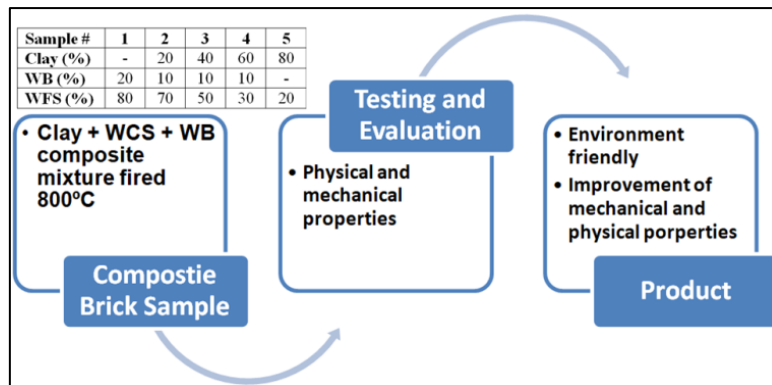 Sample # 1 2 3 4 5
Clay (%) - 20 40 60 80
WB (%) 20 10 10 10 -
WFS (%) 80 70 50 30 20
• Clay + WCS + WB
composite
mixture fired
800ºC
Compostie
Brick Sample
Testing and
Evaluation
• Physical and
mechanical
properties
• Environment
friendly
• Improvement of
mechanical and
physical porperties
Product